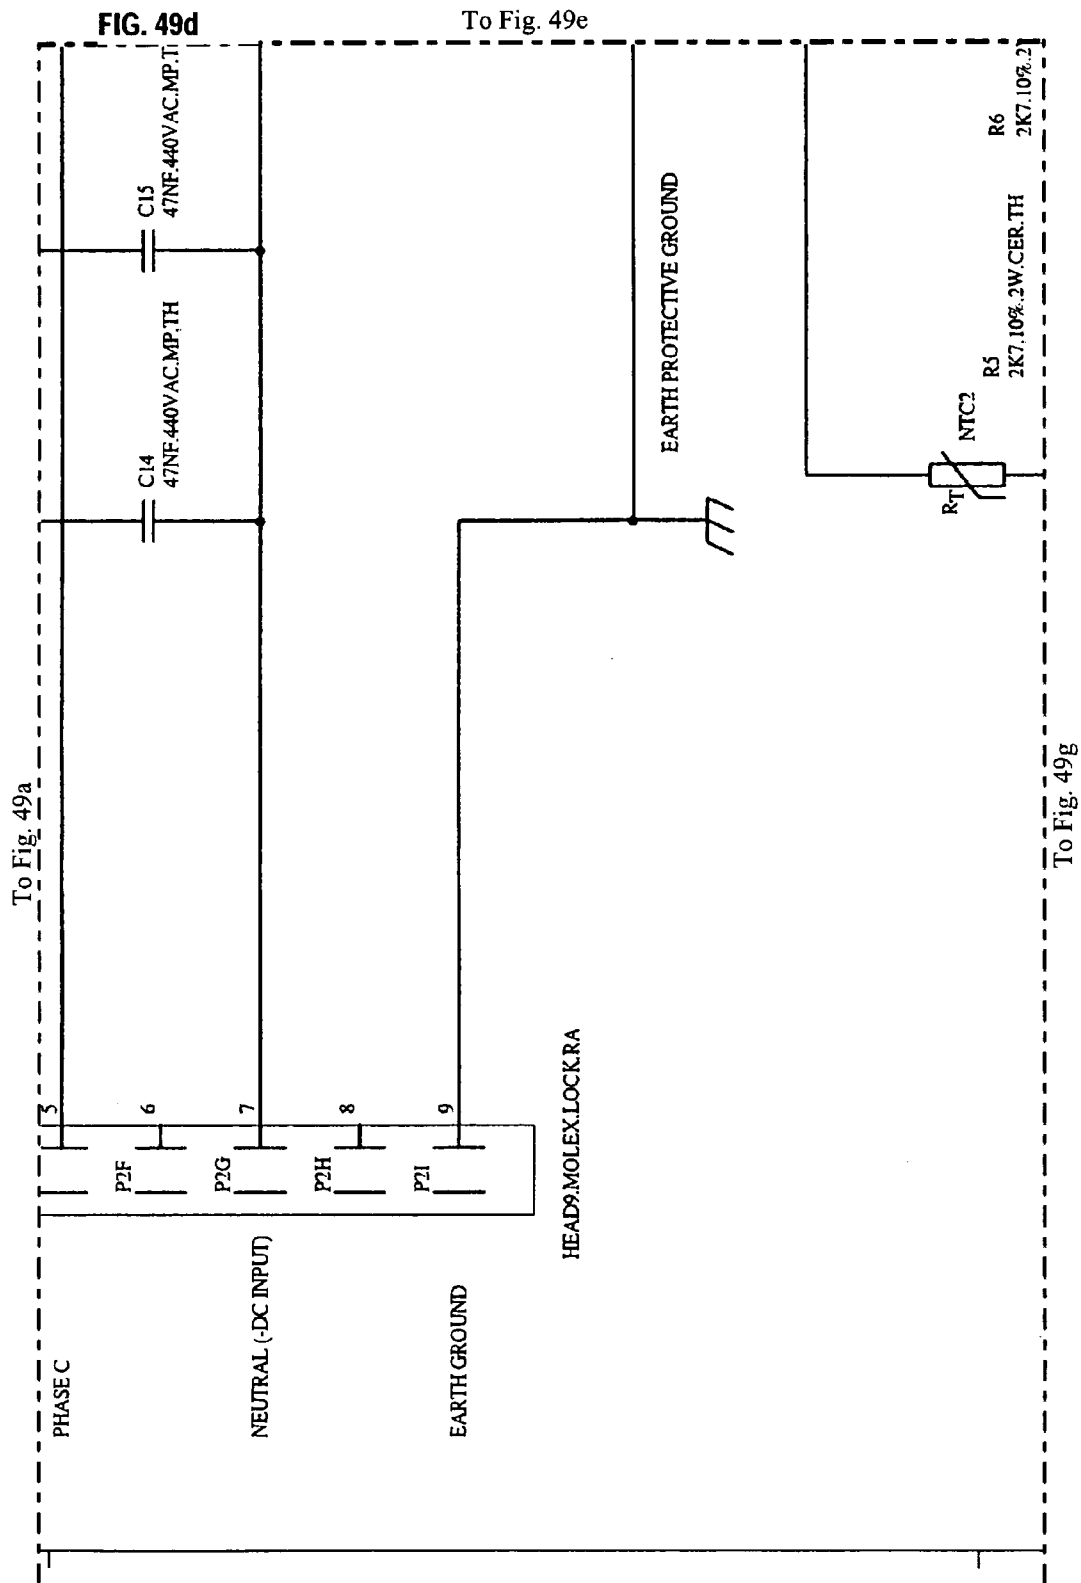 FIG. 49d
To Fig. 49e
To Fig. 49a
To Fig. 49g
C15
47NF.440VAC.MP.T
C14
47NF.440VAC.MP.TH
EARTH PROTECTIVE GROUND
R6
2K7.10%.2
R5
2K7.10%.2W.CER.TH
NTC2
RT
5
6
7
8
9
P2F
P2G
P2H
P2I
HEAD9.MOLEX.LOCK.RA
PHASE C
NEUTRAL (-DC INPUT)
EARTH GROUND